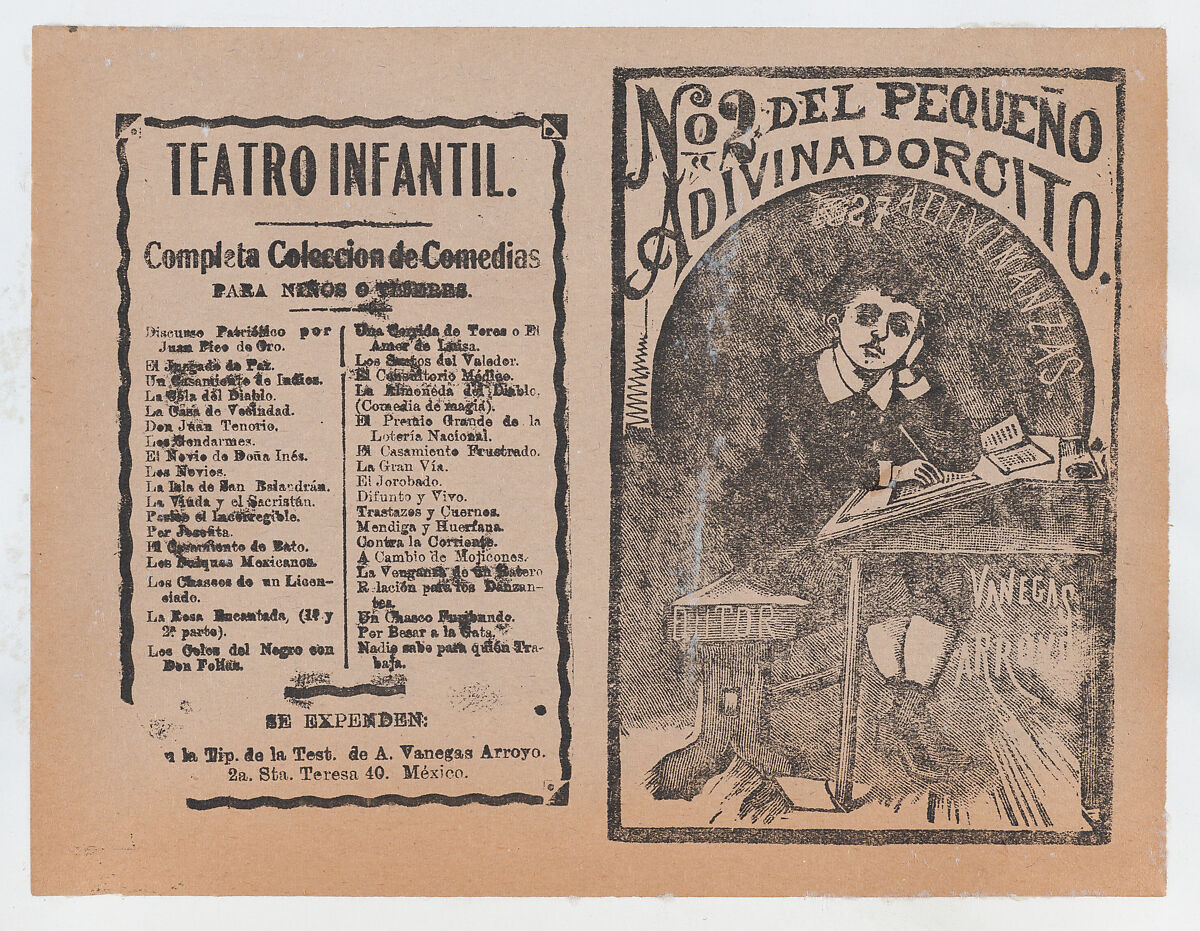 TEATRO INFANTIL.
Completa Coleccion de Comedias
PARA NIÑOS O TITERES.
Discurso Patriótico por
Juan Pico de Oro.
El Juzgado de Paz.
Un Casamiento de Indios.
La Cola del Diablo.
La Casa de Vecindad.
Don Juan Tenorio.
Los Gendarmes.
El Novio de Doña Inés.
Los Novios.
La Isla de San Balandrán.
La Viuda y el Sacristán.
el Incorregible.
Por Josefita.
El Casamiento de Bato.
Los Pulques Mexicanos.
Los Chascos de un Licen-
ciado.
La Rosa Encantada, (1ª y
2ª parte).
Los Celos del Negro con
Don Folías.
Una Corrida de Toros o El
Amor de Luisa.
Los Sustos del Valedor.
El Consultorio Médico.
La Almoneda del Diablo.
(Comedia de magia).
El Premio Grande de la
Lotería Nacional.
El Casamiento Frustrado.
La Gran Vía.
El Jorobado.
Difunto y Vivo.
Trastazos y Cuernos.
Mendiga y Huerfana.
Contra la Corriente.
A Cambio de Mojicones.
La Venganza de un Ratero
R lación para los Danzan-
tes.
Un Chasco Furibundo.
Por Besar a la Gata.
Nadie sabe para quién Tra-
baja.
SE EXPENDEN:
n la Tip. de la Test. de A. Vanegas Arroyo.
2a. Sta. Teresa 40. México.
No 2. DEL PEQUEÑO
ADIVINADORCITO.
27 ADIVINANZAS
VANEGAS
ARROYO